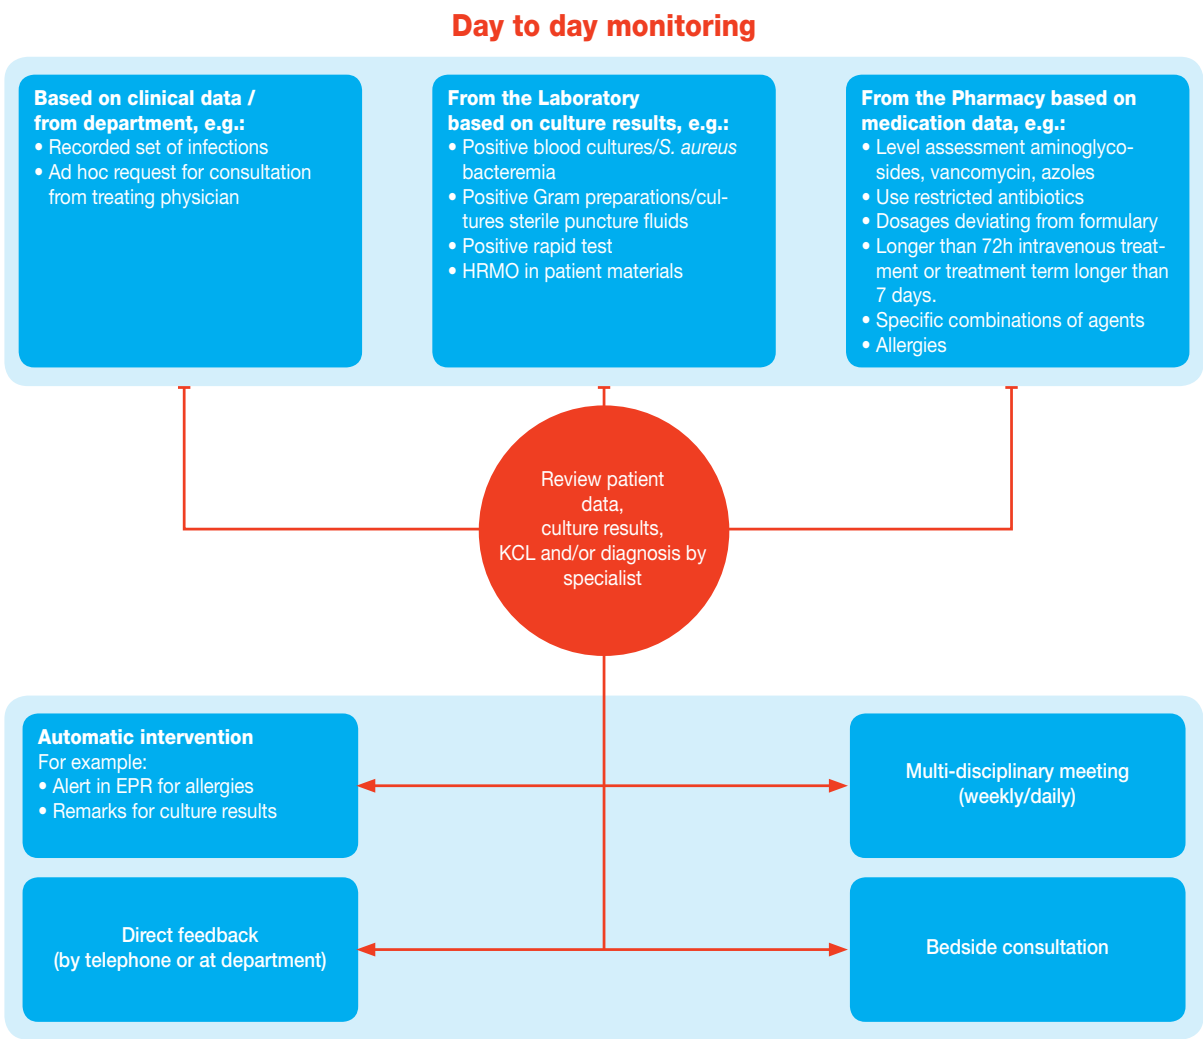 Day to day monitoring
Based on clinical data /
from department, e.g.:
• Recorded set of infections
• Ad hoc request for consultation
from treating physician
From the Laboratory
based on culture results, e.g.:
• Positive blood cultures/S. aureus
bacteremia
• Positive Gram preparations/cul-
tures sterile puncture fluids
• Positive rapid test
• HRMO in patient materials
From the Pharmacy based on
medication data, e.g.:
• Level assessment aminoglyco-
sides, vancomycin, azoles
• Use restricted antibiotics
• Dosages deviating from formulary
• Longer than 72h intravenous treat-
ment or treatment term longer than
7 days.
• Specific combinations of agents
• Allergies
Review patient
data,
culture results,
KCL and/or diagnosis by
specialist
Automatic intervention
For example:
• Alert in EPR for allergies
• Remarks for culture results
Multi-disciplinary meeting
(weekly/daily)
Direct feedback
(by telephone or at department)
Bedside consultation